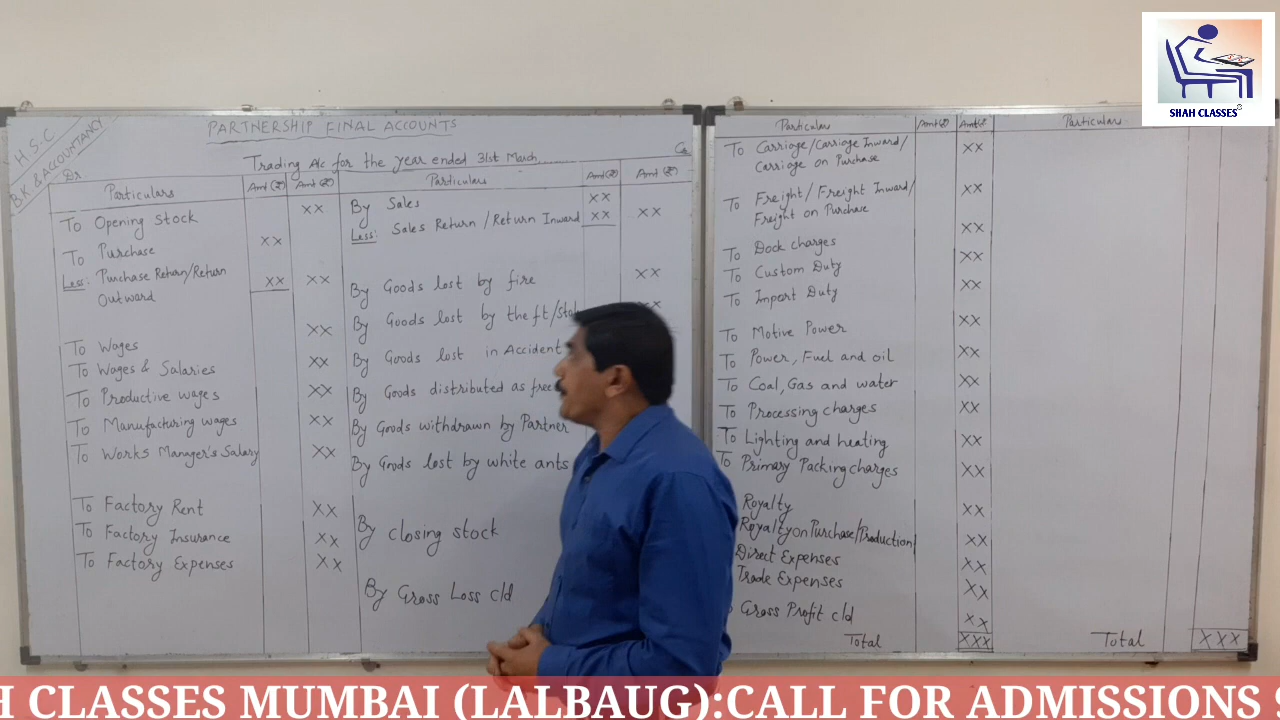 SHAH CLASSES
H.S.C
B.K & ACCOUNTANCY
PARTNERSHIP FINAL ACCOUNTS
Trading A/c for the year ended 31st March............
Dr
Cr
Particulars Amt(₹) Amt(₹) Particulars Amt(₹) Amt(₹)
To Opening stock XX
To Purchase XX
Less: Purchase Return/Return XX XX
Outward
To Wages XX
To Wages & Salaries XX
To Productive wages XX
To Manufacturing wages XX
To Works Manager's Salary XX
To Factory Rent XX
To Factory Insurance XX
To Factory Expenses XX
By Sales XX
Less: Sales Return /Return Inward XX XX
By Goods lost by fire XX
By Goods lost by theft/ XX
By Goods lost in Accident
By Goods distributed as free
By Goods withdrawn by Partner
By Goods lost by white ants
By closing stock
By Gross Loss c/d
Particulars Amt(₹) Amt(₹) Particulars
To Carriage/Carriage Inward/ XX
Carriage on Purchase
To Freight/Freight Inward/ XX
Freight on Purchase
To Dock charges XX
To Custom Duty XX
To Import Duty XX
To Motive Power XX
To Power, Fuel and oil XX
To Coal, Gas and water XX
To Processing charges XX
To Lighting and heating XX
To Primary Packing charges XX
Royalty XX
Royalty on Purchase/Production XX
Direct Expenses XX
Trade Expenses XX
Gross Profit c/d XX
Total XXX Total XXX
H CLASSES MUMBAI (LALBAUG):CALL FOR ADMISSIONS S